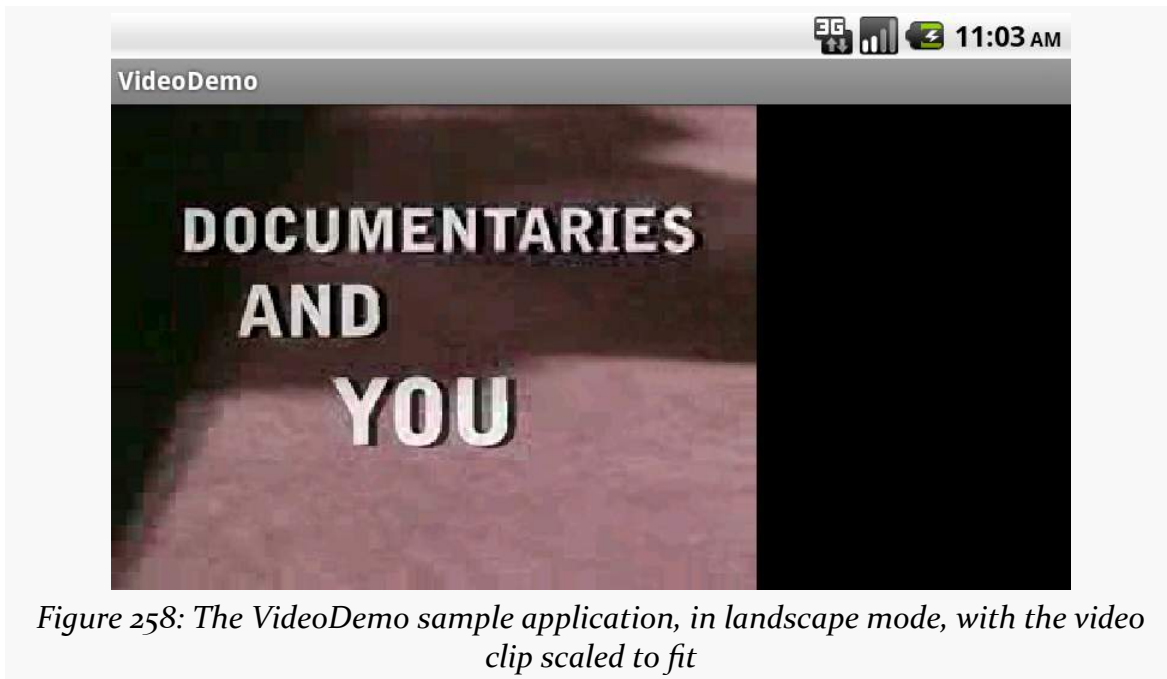 3G
11:03 AM
VideoDemo
DOCUMENTARIES
AND
YOU
Figure 258: The VideoDemo sample application, in landscape mode, with the video
clip scaled to fit